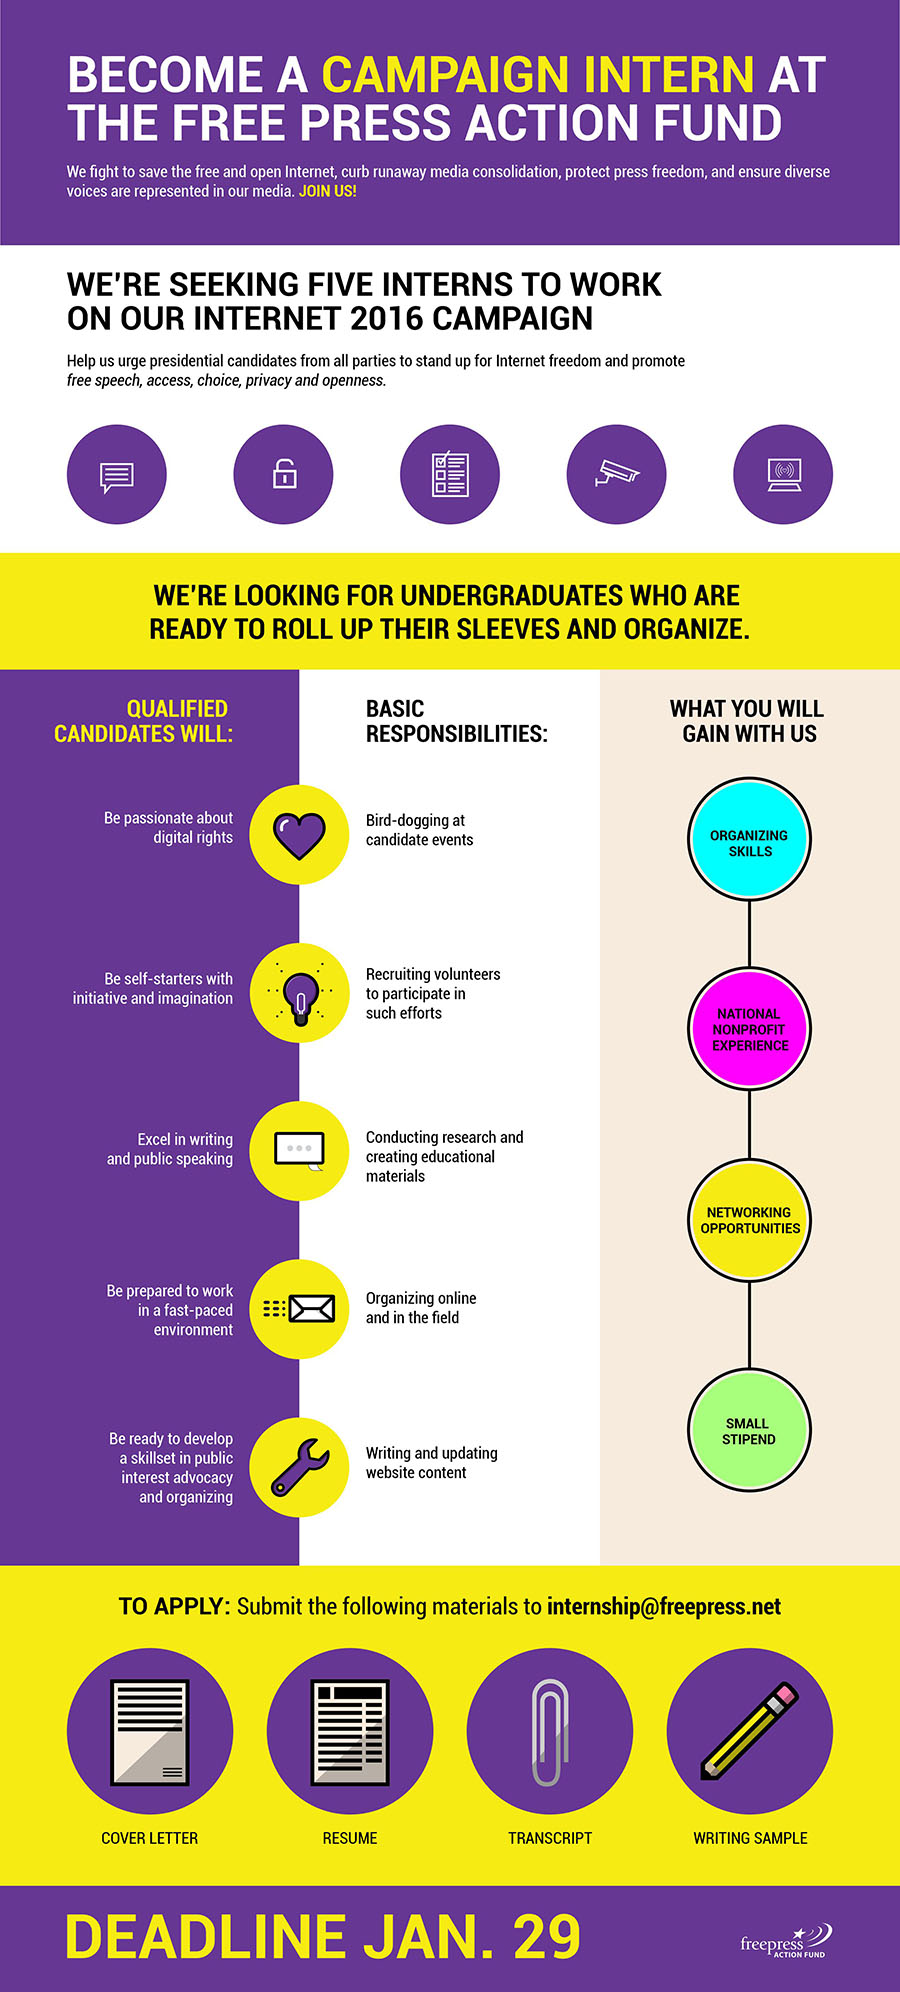 BECOME A CAMPAIGN INTERN AT
THE FREE PRESS ACTION FUND
We fight to save the free and open Internet, curb runaway media consolidation, protect press freedom, and ensure diverse
voices are represented in our media. JOIN US!
WE'RE SEEKING FIVE INTERNS TO WORK
ON OUR INTERNET 2016 CAMPAIGN
Help us urge presidential candidates from all parties to stand up for Internet freedom and promote
free speech, access, choice, privacy and openness.
WE'RE LOOKING FOR UNDERGRADUATES WHO ARE
READY TO ROLL UP THEIR SLEEVES AND ORGANIZE.
QUALIFIED
CANDIDATES WILL:
Be passionate about
digital rights
Be self-starters with
initiative and imagination
Excel in writing
and public speaking
Be prepared to work
in a fast-paced
environment
Be ready to develop
a skillset in public
interest advocacy
and organizing
BASIC
RESPONSIBILITIES:
Bird-dogging at
candidate events
Recruiting volunteers
to participate in
such efforts
Conducting research and
creating educational
materials
Organizing online
and in the field
Writing and updating
website content
WHAT YOU WILL
GAIN WITH US
ORGANIZING
SKILLS
NATIONAL
NONPROFIT
EXPERIENCE
NETWORKING
OPPORTUNITIES
SMALL
STIPEND
TO APPLY: Submit the following materials to internship@freepress.net
COVER LETTER
RESUME
TRANSCRIPT
WRITING SAMPLE
DEADLINE JAN. 29
freepress
ACTION FUND